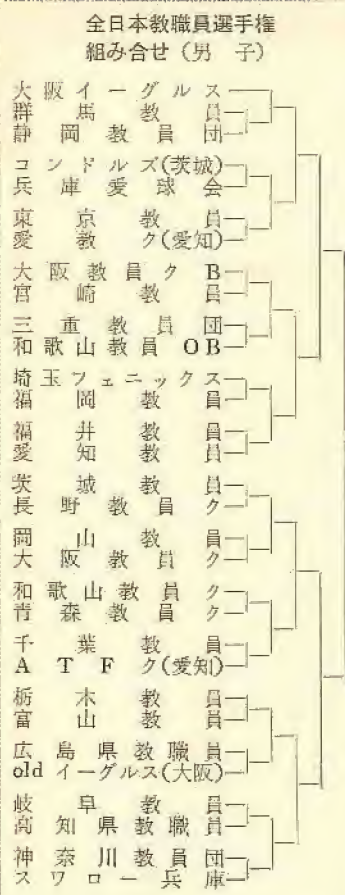 全日本教職員選手権
組み合せ(男 子)
大阪イーグルス
群馬教員
静岡教員団
コンドルズ(茨城)
兵庫愛球会
東京教員
愛教ク(愛知)
大阪教員クB
宮崎教員
三重教員団
和歌山教員OB
埼玉フェニックス
福岡教員
福井教員
愛知教員
茨城教員
長野教員ク
岡山教員
大阪教員ク
和歌山教員ク
青森教員ク
千葉教員
ATFク(愛知)
栃木教員
富山教員
広島県教職員
oldイーグルス(大阪)
岐阜教員
高知県教職員
神奈川教員団
スワロー兵庫